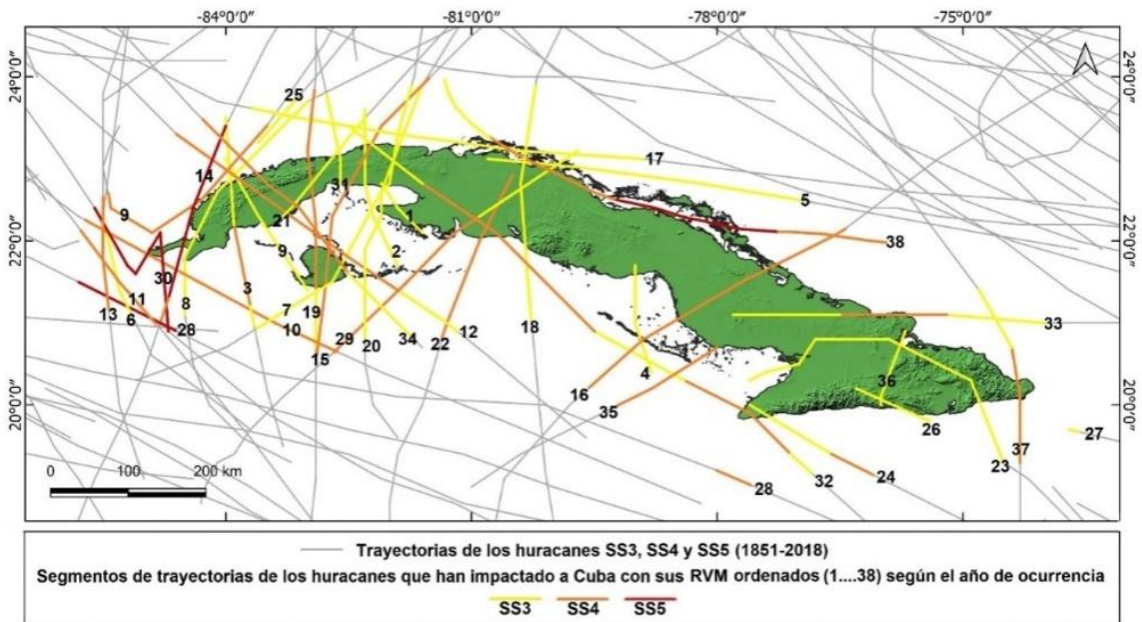 -84°0'0" -81°0'0" -78°0'0" -75°0'0"
24°0'0" 24°0'0"
25
17
14 31 5
9 21 1
38
9 2
22°0'0" 22°0'0"
30
11 8 3 7 19
13 6 28 10 29 20 34 22 12 18 33
15
4 36
16
35
20°0'0" 20°0'0"
26 27
23 37
24
32
28
0 100 200 km
Trayectorias de los huracanes SS3, SS4 y SS5 (1851-2018)
Segmentos de trayectorias de los huracanes que han impactado a Cuba con sus RVM ordenados (1....38) según el año de ocurrencia
SS3 SS4 SS5